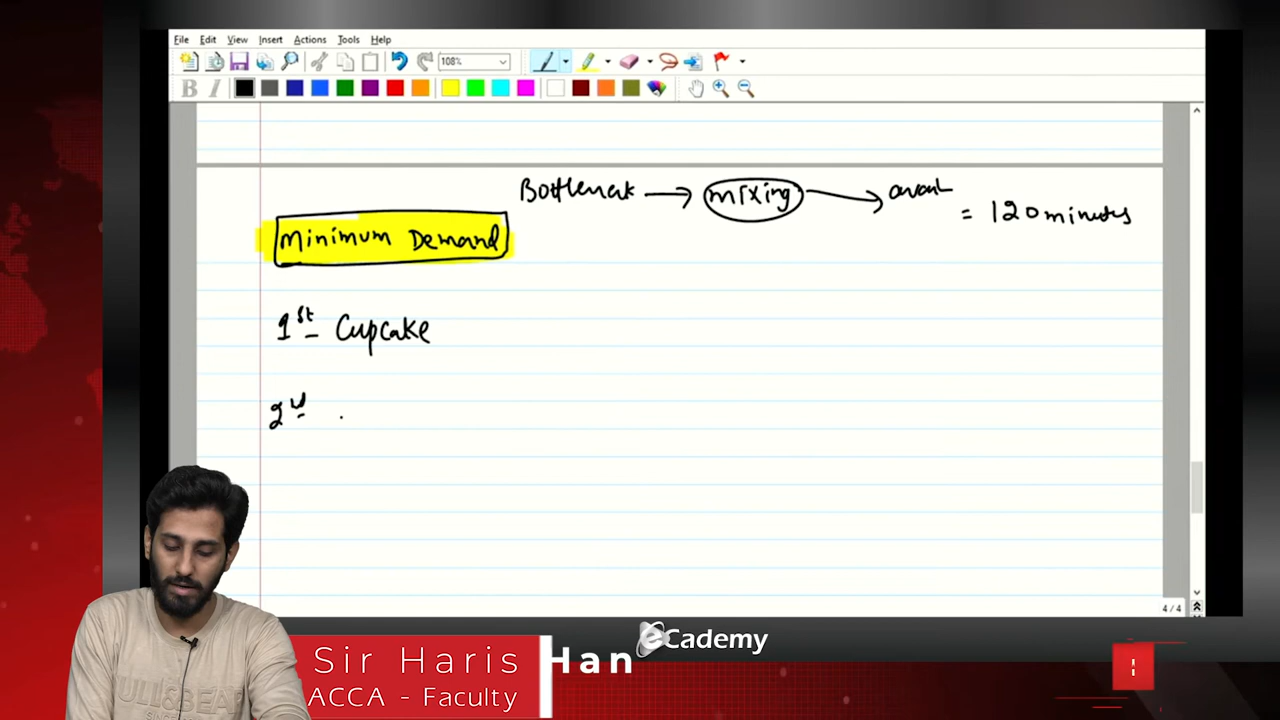 File Edit View Insert Actions Tools Help
108%
B I
Bottleneck → mixing → avail
= 120 minutes
Minimum Demand
1st Cupcake
2nd
4/4
eCademy
Sir Haris Han
ACCA - Faculty